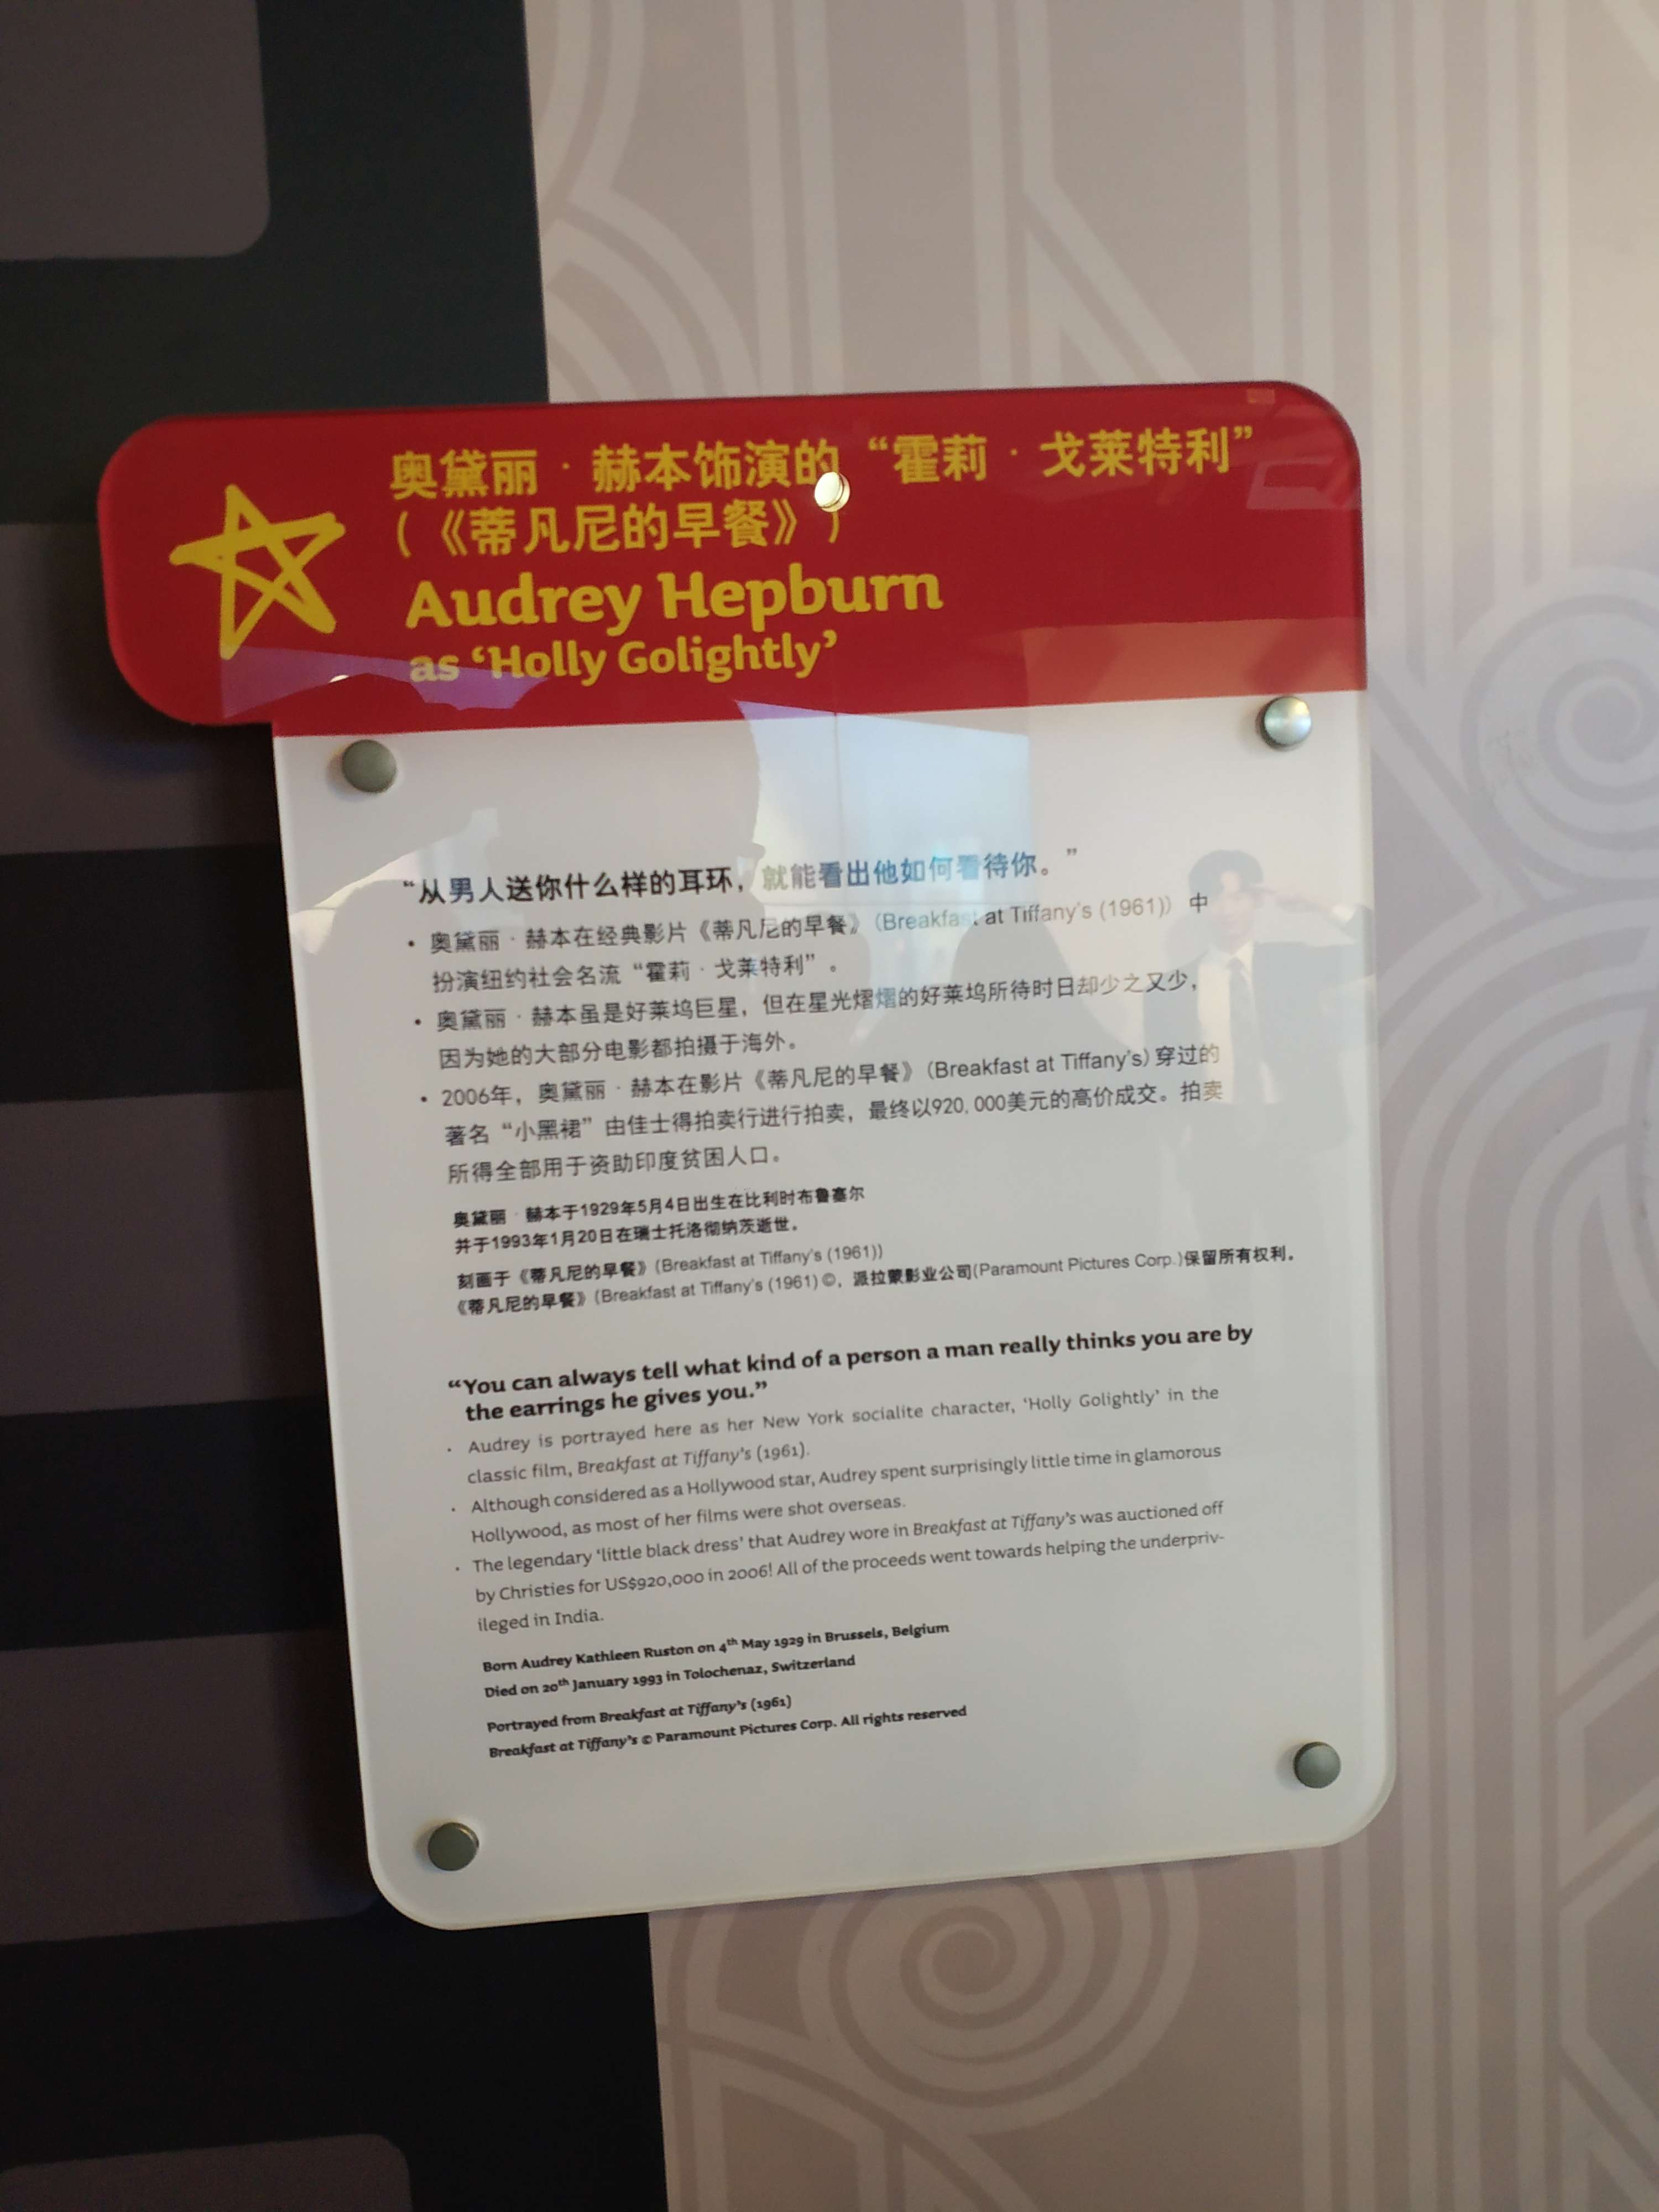 奥黛丽·赫本饰演的“霍莉·戈莱特利”
(《蒂凡尼的早餐》)
Audrey Hepburn
as ‘Holly Golightly’
“从男人送你什么样的耳环，就能看出他如何看待你。”
• 奥黛丽·赫本在经典影片《蒂凡尼的早餐》(Breakfast at Tiffany's (1961)) 中
扮演纽约社会名流“霍莉·戈莱特利”。
• 奥黛丽·赫本虽是好莱坞巨星，但在星光熠熠的好莱坞所待时日却少之又少，
因为她的大部分电影都拍摄于海外。
• 2006年，奥黛丽·赫本在影片《蒂凡尼的早餐》(Breakfast at Tiffany's) 穿过的
著名“小黑裙”由佳士得拍卖行进行拍卖，最终以920,000美元的高价成交。拍卖
所得全部用于资助印度贫困人口。
奥黛丽·赫本于1929年5月4日出生在比利时布鲁塞尔
并于1993年1月20日在瑞士托洛彻纳茨逝世。
刻画于《蒂凡尼的早餐》(Breakfast at Tiffany's (1961))
《蒂凡尼的早餐》(Breakfast at Tiffany's (1961) ©，派拉蒙影业公司(Paramount Pictures Corp.)保留所有权利。
“You can always tell what kind of a person a man really thinks you are by
the earrings he gives you.”
· Audrey is portrayed here as her New York socialite character, ‘Holly Golightly’ in the
classic film, Breakfast at Tiffany's (1961).
· Although considered as a Hollywood star, Audrey spent surprisingly little time in glamorous
Hollywood, as most of her films were shot overseas.
· The legendary ‘little black dress’ that Audrey wore in Breakfast at Tiffany's was auctioned off
by Christies for US$920,000 in 2006! All of the proceeds went towards helping the underpriv-
ileged in India.
Born Audrey Kathleen Ruston on 4th May 1929 in Brussels, Belgium
Died on 20th January 1993 in Tolochenaz, Switzerland
Portrayed from Breakfast at Tiffany's (1961)
Breakfast at Tiffany's © Paramount Pictures Corp. All rights reserved